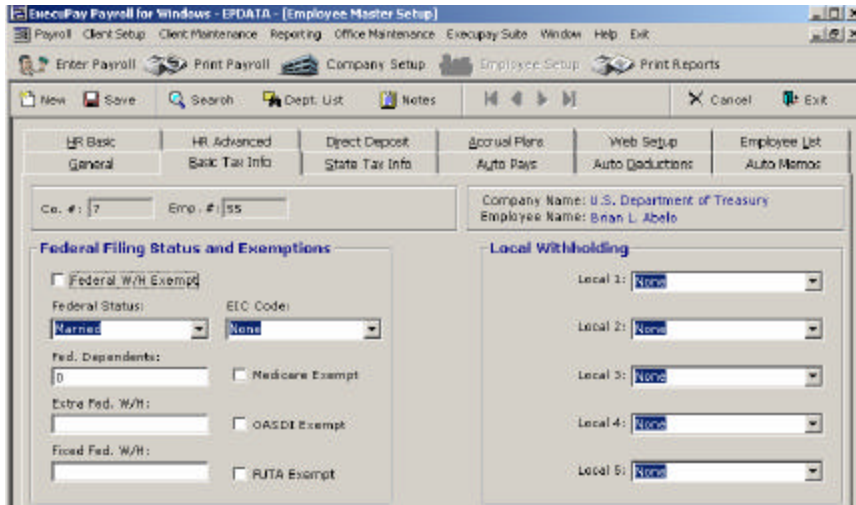 ExecuPay Payroll for Windows - EPDATA - [Employee Master Setup]
Payroll Client Setup Client Maintenance Reporting Office Maintenance Execupay Suite Window Help Exit
Enter Payroll Print Payroll Company Setup Employee Setup Print Reports
New Save Search Dept. List Notes Cancel Exit
HR Basic HR Advanced Direct Deposit Accrual Plans Web Setup Employee List
General Basic Tax Info State Tax Info Auto Pays Auto Deductions Auto Memos
Co. #: 7 Emp. #: 55 Company Name: U.S. Department of Treasury
Employee Name: Brian L. Abelo
Federal Filing Status and Exemptions Local Withholding
Federal W/H Exempt Local 1: None
Federal Status: EIC Code:
Married None Local 2: None
Fed. Dependents:
0 Medicare Exempt Local 3: None
Extra Fed. W/H:
OASDI Exempt Local 4: None
Fixed Fed. W/H:
FUTA Exempt Local 5: None